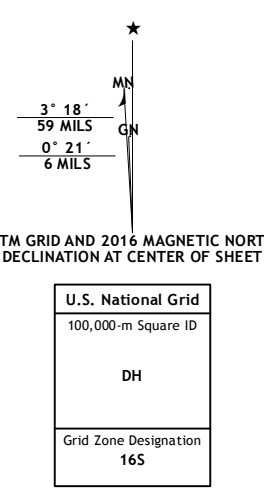 MN
3° 18´
59 MILS
GN
0° 21´
6 MILS
TM GRID AND 2016 MAGNETIC NORT
DECLINATION AT CENTER OF SHEET
U.S. National Grid
100,000-m Square ID
DH
Grid Zone Designation
16S